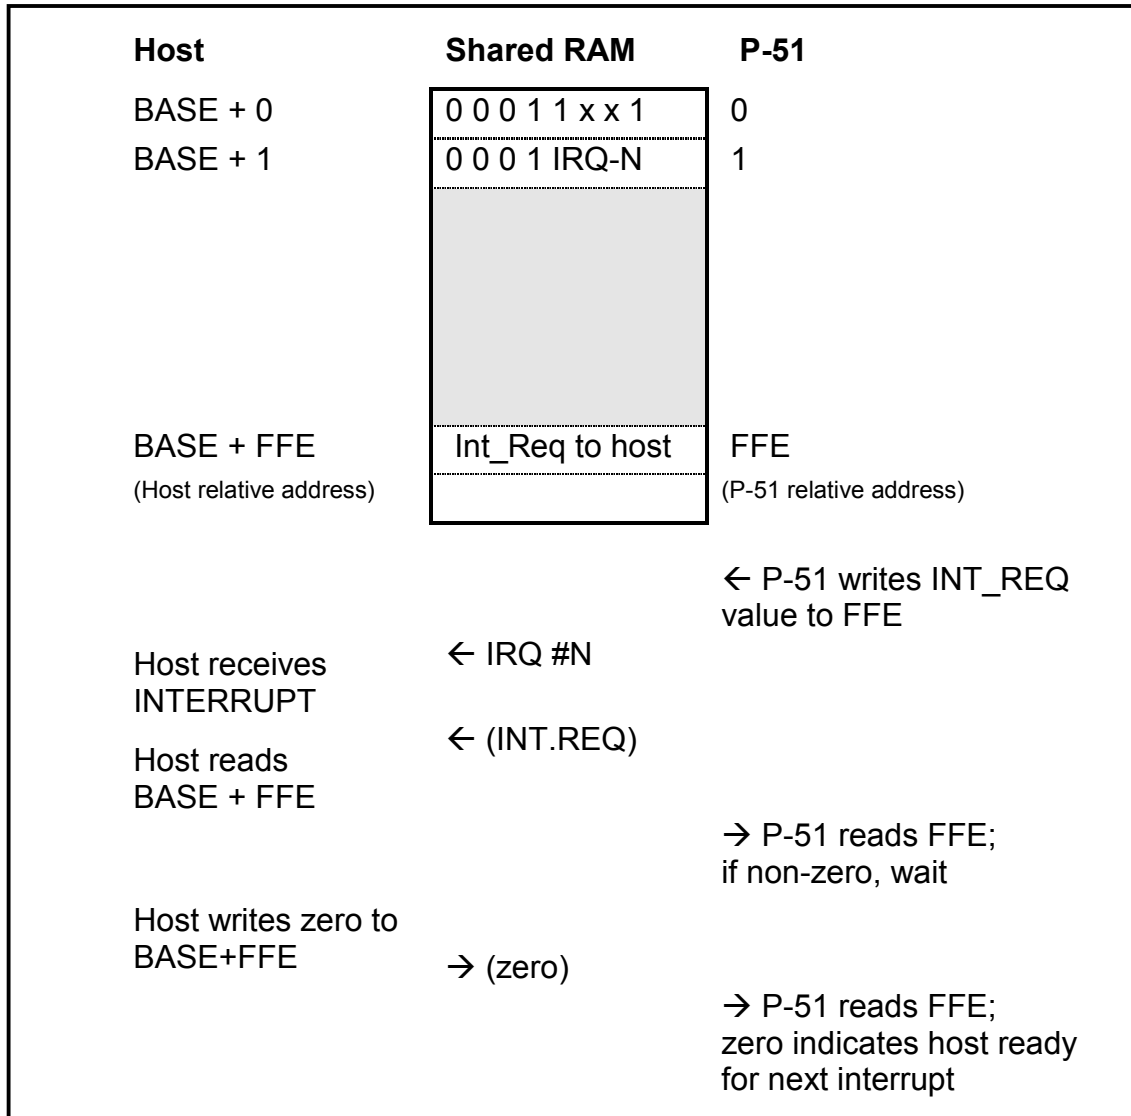 Host Shared RAM P-51
BASE + 0 0 0 0 1 1 x x 1 0
BASE + 1 0 0 0 1 IRQ-N 1
BASE + FFE Int_Req to host FFE
(Host relative address) (P-51 relative address)
← P-51 writes INT_REQ
value to FFE
← IRQ #N
Host receives
INTERRUPT
← (INT.REQ)
Host reads
BASE + FFE
→ P-51 reads FFE;
if non-zero, wait
Host writes zero to
BASE+FFE
→ (zero)
→ P-51 reads FFE;
zero indicates host ready
for next interrupt